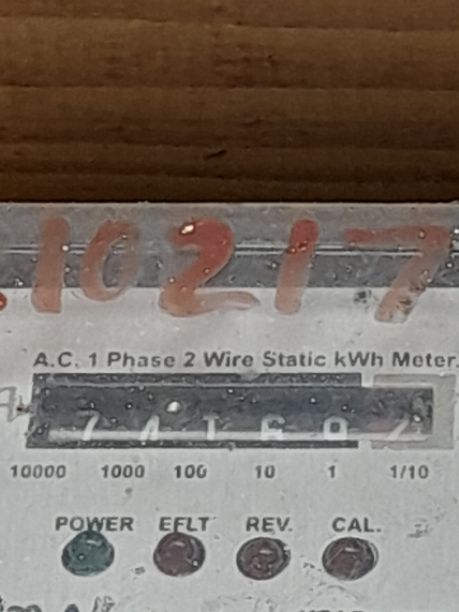 10217
A.C. 1 Phase 2 Wire Static kWh Meter.
10000 1000 100 10 1 1/10
POWER EFLT REV. CAL.